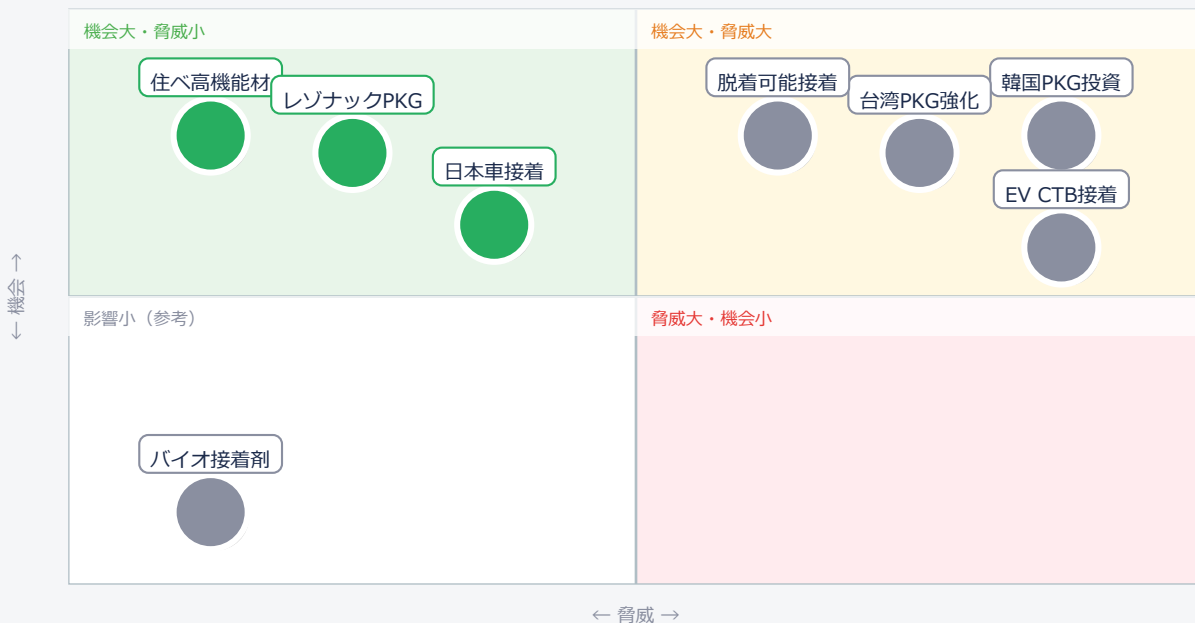 機会大・脅威小
機会大・脅威大
住べ高機能材
レゾナックPKG
日本車接着
脱着可能接着
台湾PKG強化
韓国PKG投資
EV CTB接着
← 機会 →
影響小（参考）
脅威大・機会小
バイオ接着剤
← 脅威 →